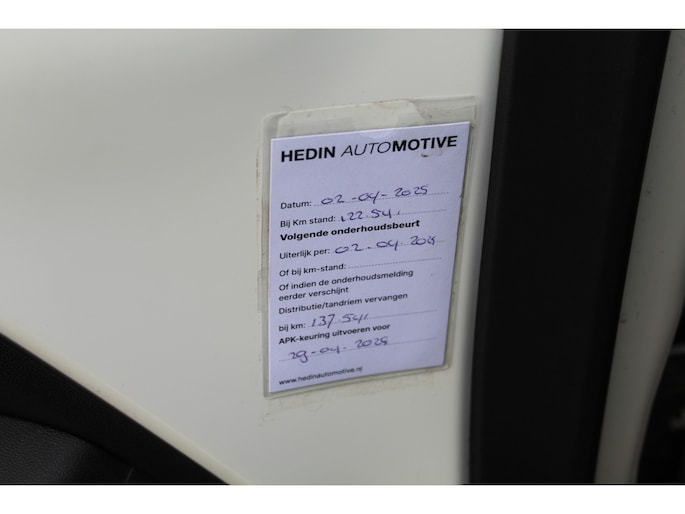 HEDIN AUTOMOTIVE
Datum: 02-04-2025
Bij Km stand: 122.541
Volgende onderhoudsbeurt
Uiterlijk per: 02-04-
Of bij km-stand:
Of indien de onderhoudsmelding
eerder verschijnt
Distributie/tandriem vervangen
bij km: 137.541
APK-keuring uitvoeren voor
29-04-
www.hedinautomotive.nl